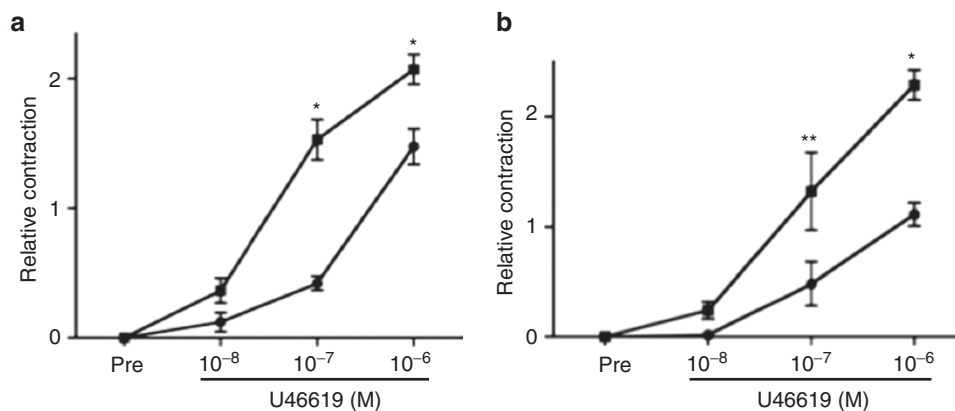 a
Relative contraction
2
1
0
*
*
Pre 10⁻⁸ 10⁻⁷ 10⁻⁶
U46619 (M)
b
Relative contraction
2
1
0
**
*
Pre 10⁻⁸ 10⁻⁷ 10⁻⁶
U46619 (M)